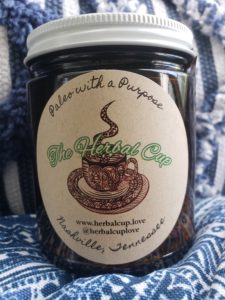 Paleo with a Purpose
The Herbal Cup
www.herbalcup.love
@herbalcuplove
Nashville, Tennessee